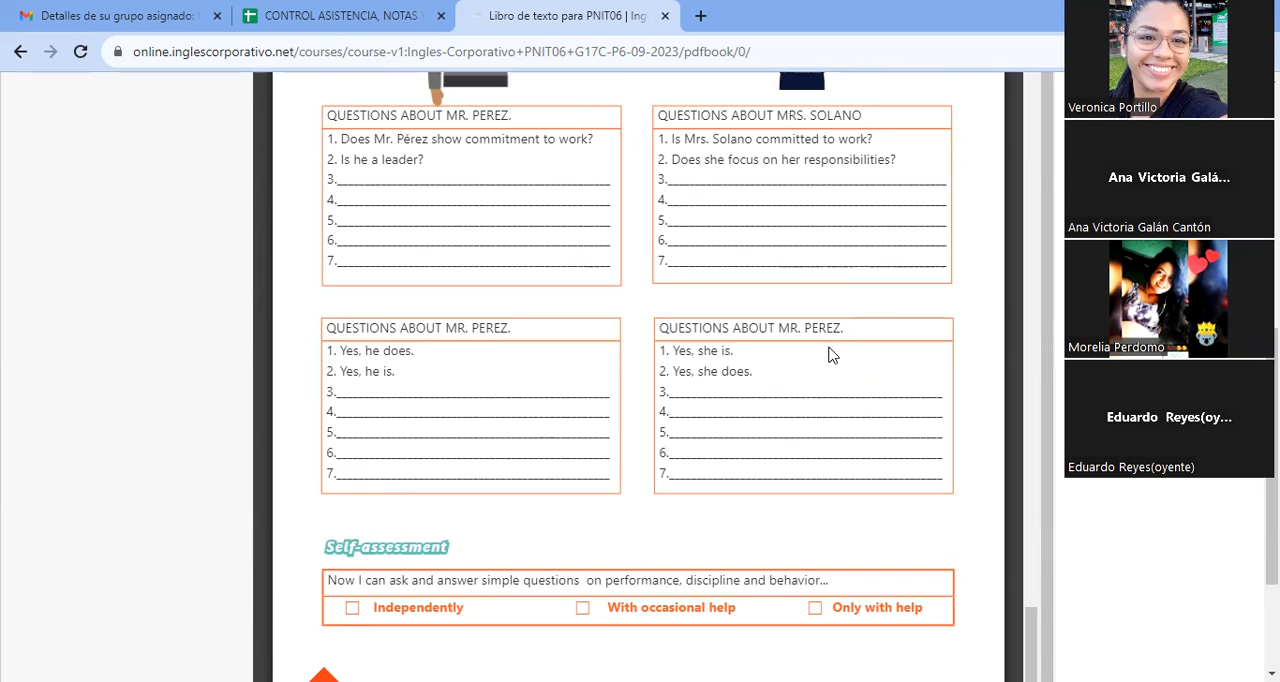 Detalles de su grupo asignado:
CONTROL ASISTENCIA, NOTAS
Libro de texto para PNIT06 | Ing
online.inglescorporativo.net/courses/course-v1:Ingles-Corporativo+PNIT06+G17C-P6-09-2023/pdfbook/0/
QUESTIONS ABOUT MR. PEREZ.
1. Does Mr. Pérez show commitment to work?
2. Is he a leader?
3.
4.
5.
6.
7.
QUESTIONS ABOUT MRS. SOLANO
1. Is Mrs. Solano committed to work?
2. Does she focus on her responsibilities?
3.
4.
5.
6.
7.
QUESTIONS ABOUT MR. PEREZ.
1. Yes, he does.
2. Yes, he is.
3.
4.
5.
6.
7.
QUESTIONS ABOUT MR. PEREZ.
1. Yes, she is.
2. Yes, she does.
3.
4.
5.
6.
7.
Self-assessment
Now I can ask and answer simple questions on performance, discipline and behavior...
Independently
With occasional help
Only with help
Veronica Portillo
Ana Victoria Galá...
Ana Victoria Galán Cantón
Morelia Perdomo
Eduardo Reyes(oy...
Eduardo Reyes(oyente)